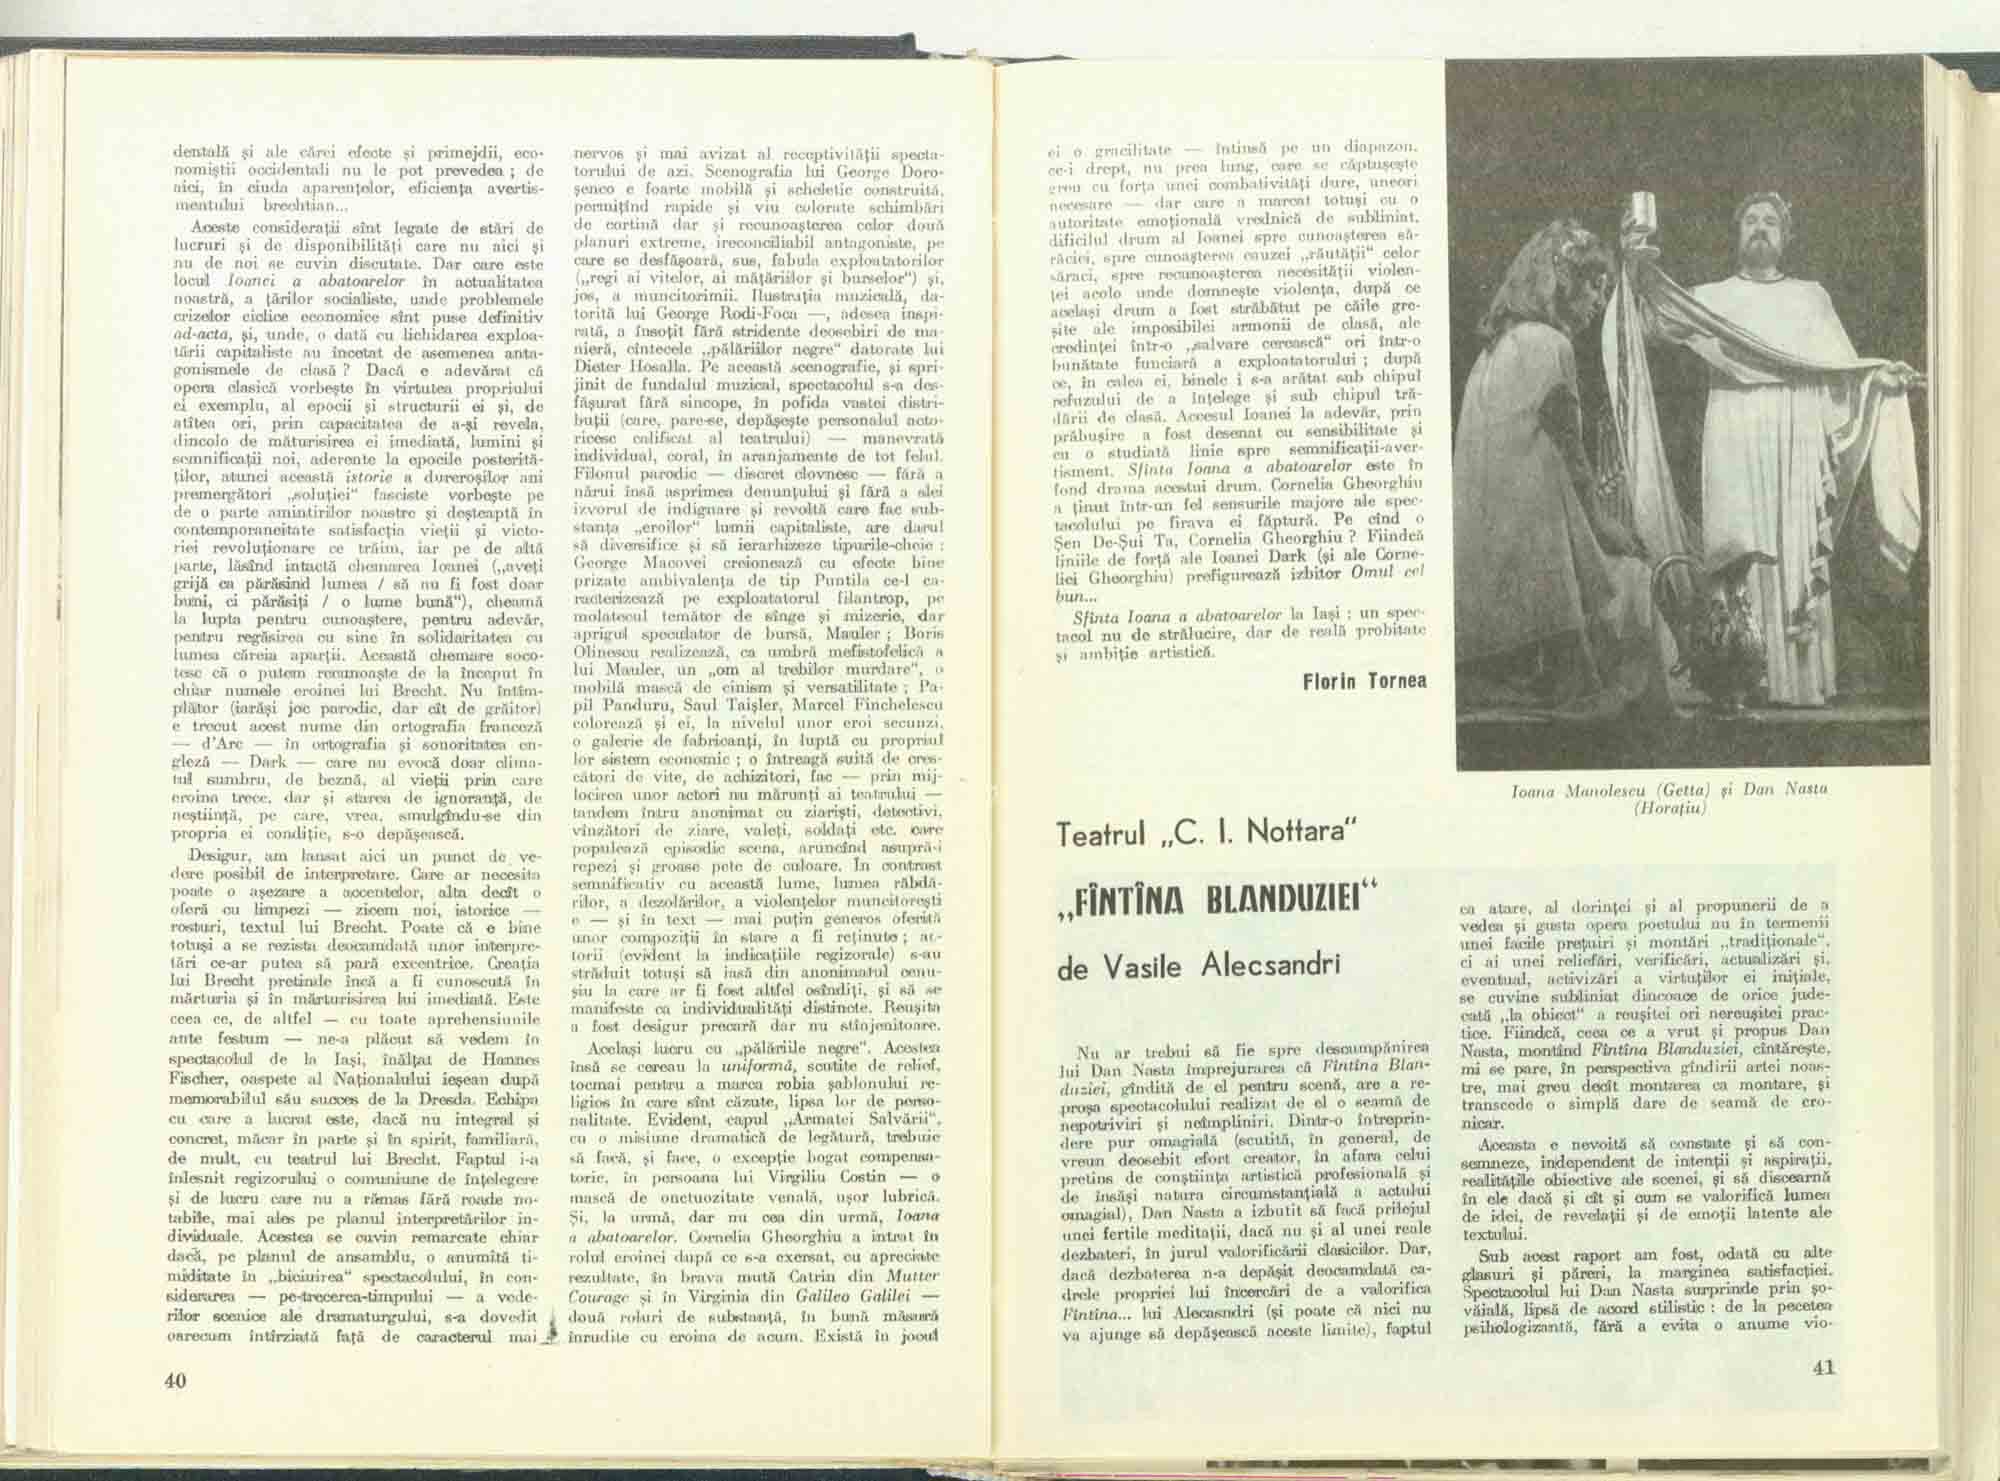 dentală și ale cărei efecte și primejdii, eco-
nomiștii occidentali nu le pot prevedea ; de
aici, în ciuda aparențelor, eficiența avertis-
mentului brechtian...
Aceste considerații sînt legate de stări de
lucruri și de disponibilități care nu aici și
nu de noi se cuvin discutate. Dar care este
locul Ioanei a abatoarelor în actualitatea
noastră, a țărilor socialiste, unde problemele
crizelor ciclice economice sînt puse definitiv
ad-acta, și, unde, o dată cu lichidarea exploa-
tării capitaliste au încetat de asemenea anta-
gonismele de clasă ? Dacă e adevărat că
opera clasică vorbește în virtutea propriului
ei exemplu, al epocii și structurii ei și, de
atîtea ori, prin capacitatea de a-și revela,
dincolo de măturisirea ei imediată, lumini și
semnificații noi, aderente la epocile posterită-
ților, atunci această istorie a dureroșilor ani
premergători „soluției“ fasciste vorbește pe
de o parte amintirilor noastre și deșteaptă în
contemporaneitate satisfacția vieții și victo-
riei revoluționare ce trăim, iar pe de altă
parte, lăsînd intactă chemarea Ioanei („aveți
grijă ca părăsind lumea / să nu fi fost doar
buni, ci părăsiți / o lume bună“), cheamă
la lupta pentru cunoaștere, pentru adevăr,
pentru regăsirea cu sine în solidaritatea cu
lumea căreia aparții. Această chemare soco-
tesc că o putem recunoaște de la început în
chiar numele eroinei lui Brecht. Nu întîm-
plător (iarăși joc parodic, dar cît de grăitor)
e trecut acest nume din ortografia franceză
— d'Arc — în ortografia și sonoritatea en-
gleză — Dark — care nu evocă doar clima-
tul sumbru, de beznă, al vieții prin care
eroina trece, dar și starea de ignoranță, de
neștiință, pe care, vrea, smulgîndu-se din
propria ei condiție, s-o depășească.
Desigur, am lansat aici un punct de ve-
dere posibil de interpretare. Care ar necesita
poate o așezare a accentelor, alta decît o
oferă cu limpezi — zicem noi, istorice —
rosturi, textul lui Brecht. Poate că e bine
totuși a se rezista deocamdată unor interpre-
tări ce-ar putea să pară excentrice. Creația
lui Brecht pretinde încă a fi cunoscută în
mărturia și în mărturisirea lui imediată. Este
ceea ce, de altfel — cu toate aprehensiunile
ante festum — ne-a plăcut să vedem în
spectacolul de la Iași, înălțat de Hannes
Fischer, oaspete al Naționalului ieșean după
memorabilul său succes de la Dresda. Echipa
cu care a lucrat este, dacă nu integral și
concret, măcar în parte și în spirit, familiară,
de mult, cu teatrul lui Brecht. Faptul i-a
înlesnit regizorului o comuniune de înțelegere
și de lucru care nu a rămas fără roade no-
tabile, mai ales pe planul interpretărilor in-
dividuale. Acestea se cuvin remarcate chiar
dacă, pe planul de ansamblu, o anumită ti-
miditate în „biciuirea“ spectacolului, în con-
siderarea — pe-trecerea-timpului — a vede-
rilor scenice ale dramaturgului, s-a dovedit
oarecum întîrziată față de caracterul mai
40
nervos și mai avizat al receptivității specta-
torului de azi. Scenografia lui George Doro-
șenco e foarte mobilă și scheletic construită,
permițînd rapide și viu colorate schimbări
de cortină dar și recunoașterea celor două
planuri extreme, ireconciliabil antagoniste, pe
care se desfășoară, sus, fabula exploatatorilor
(„regi ai vitelor, ai mățăriilor și burselor“) și,
jos, a muncitorimii. Ilustrația muzicală, da-
torită lui George Rodi-Foca —, adesea inspi-
rată, a însoțit fără stridente deosebiri de ma-
nieră, cîntecele „pălăriilor negre“ datorate lui
Dieter Hosalla. Pe această scenografie, și spri-
jinit de fundalul muzical, spectacolul s-a des-
fășurat fără sincope, în pofida vastei distri-
buții (care, pare-se, depășește personalul acto-
ricesc calificat al teatrului) — manevrată
individual, coral, în aranjamente de tot felul.
Filonul parodic — discret clovnesc — fără a
nărui însă asprimea denunțului și fără a slei
izvorul de indignare și revoltă care fac sub-
stanța „eroilor“ lumii capitaliste, are darul
să diversifice și să ierarhizeze tipurile-cheie :
George Macovei creionează cu efecte bine
prizate ambivalența de tip Puntila ce-l ca-
racterizează pe exploatatorul filantrop, pe
molatecul temător de sînge și mizerie, dar
aprigul speculator de bursă, Mauler ; Boris
Olinescu realizează, ca umbră mefistofelică a
lui Mauler, un „om al trebilor murdare“, o
mobilă mască de cinism și versatilitate ; Pa-
pil Panduru, Saul Taișler, Marcel Finchelescu
colorează și ei, la nivelul unor eroi secunzi,
o galerie de fabricanți, în luptă cu propriul
lor sistem economic ; o întreagă suită de cres-
cători de vite, de achizitori, fac — prin mij-
locirea unor actori nu mărunți ai teatrului —
tandem întru anonimat cu ziariști, detectivi,
vînzători de ziare, valeți, soldați etc. care
populează episodic scena, aruncînd asupră-i
repezi și groase pete de culoare. În contrast
semnificativ cu această lume, lumea răbdă-
rilor, a dezolărilor, a violențelor muncitorești
e — și în text — mai puțin generos oferită
unor compoziții în stare a fi reținute ; ac-
torii (evident la indicațiile regizorale) s-au
străduit totuși să iasă din anonimatul cenu-
șiu la care ar fi fost altfel osîndiți, și să se
manifeste ca individualități distincte. Reușita
a fost desigur precară dar nu stînjenitoare.
Același lucru cu „pălăriile negre“. Acestea
însă se cereau la uniformă, scutite de relief,
tocmai pentru a marca robia șablonului re-
ligios în care sînt căzute, lipsa lor de perso-
nalitate. Evident, capul „Armatei Salvării“,
cu o misiune dramatică de legătură, trebuie
să facă, și face, o excepție bogat compensa-
torie, în persoana lui Virgiliu Costin — o
mască de onctuozitate venală, ușor lubrică.
Și, la urmă, dar nu cea din urmă, Ioana
a abatoarelor. Cornelia Gheorghiu a intrat în
rolul eroinei după ce s-a exersat, cu apreciate
rezultate, în brava mută Catrin din Mutter
Courage și în Virginia din Galileo Galilei —
două roluri de substanță, în bună măsură
înrudite cu eroina de acum. Există în jocul
ei o gracilitate — întinsă pe un diapazon,
ce-i drept, nu prea lung, care se căptușește
greu cu forța unei combativități dure, uneori
necesare — dar care a marcat totuși cu o
autoritate emoțională vrednică de subliniat,
dificilul drum al Ioanei spre cunoașterea să-
răciei, spre cunoașterea cauzei „răutății“ celor
săraci, spre recunoașterea necesității violen-
ței acolo unde domnește violența, după ce
același drum a fost străbătut pe căile gre-
șite ale imposibilei armonii de clasă, ale
credinței într-o „salvare cerească“ ori într-o
bunătate funciară a exploatatorului ; după
ce, în calea ei, binele i s-a arătat sub chipul
refuzului de a înțelege și sub chipul tră-
dării de clasă. Accesul Ioanei la adevăr, prin
prăbușire a fost desenat cu sensibilitate și
cu o studiată linie spre semnificații-aver-
tisment. Sfînta Ioana a abatoarelor este în
fond drama acestui drum. Cornelia Gheorghiu
a ținut într-un fel sensurile majore ale spec-
tacolului pe firava ei făptură. Pe cînd o
Șen De-Șui Ta, Cornelia Gheorghiu ? Fiindcă
liniile de forță ale Ioanei Dark (și ale Corne-
liei Gheorghiu) prefigurează izbitor Omul cel
bun...
Sfînta Ioana a abatoarelor la Iași : un spec-
tacol nu de strălucire, dar de reală probitate
și ambiție artistică.
Florin Tornea
Ioana Manolescu (Getta) și Dan Nasta
(Horațiu)
Teatrul „C. I. Nottara“
„FÎNTÎNA BLANDUZIEI“
de Vasile Alecsandri
Nu ar trebui să fie spre descumpănirea
lui Dan Nasta împrejurarea că Fîntîna Blan-
duziei, gîndită de el pentru scenă, are a re-
proșa spectacolului realizat de el o seamă de
nepotriviri și neîmpliniri. Dintr-o întreprin-
dere pur omagială (scutită, în general, de
vreun deosebit efort creator, în afara celui
pretins de conștiința artistică profesională și
de însăși natura circumstanțială a actului
omagial), Dan Nasta a izbutit să facă prilejul
unei fertile meditații, dacă nu și al unei reale
dezbateri, în jurul valorificării clasicilor. Dar,
dacă dezbaterea n-a depășit deocamdată ca-
drele propriei lui încercări de a valorifica
Fîntîna... lui Alecasndri (și poate că nici nu
va ajunge să depășească aceste limite), faptul
ca atare, al dorinței și al propunerii de a
vedea și gusta opera poetului nu în termenii
unei facile prețuiri și montări „tradiționale“,
ci ai unei reliefări, verificări, actualizări și,
eventual, activizări a virtuților ei inițiale,
se cuvine subliniat dincoace de orice jude-
cată „la obiect“ a reușitei ori nereușitei prac-
tice. Fiindcă, ceea ce a vrut și propus Dan
Nasta, montînd Fîntîna Blanduziei, cîntărește,
mi se pare, în perspectiva gîndirii artei noas-
tre, mai greu decît montarea ca montare, și
transcede o simplă dare de seamă de cro-
nicar.
Aceasta e nevoită să constate și să con-
semneze, independent de intenții și aspirații,
realitățile obiective ale scenei, și să discearnă
în ele dacă și cît și cum se valorifică lumea
de idei, de revelații și de emoții latente ale
textului.
Sub acest raport am fost, odată cu alte
glasuri și păreri, la marginea satisfacției.
Spectacolul lui Dan Nasta surprinde prin șo-
văială, lipsă de acord stilistic : de la pecetea
psihologizantă, fără a evita o anume vio-
41